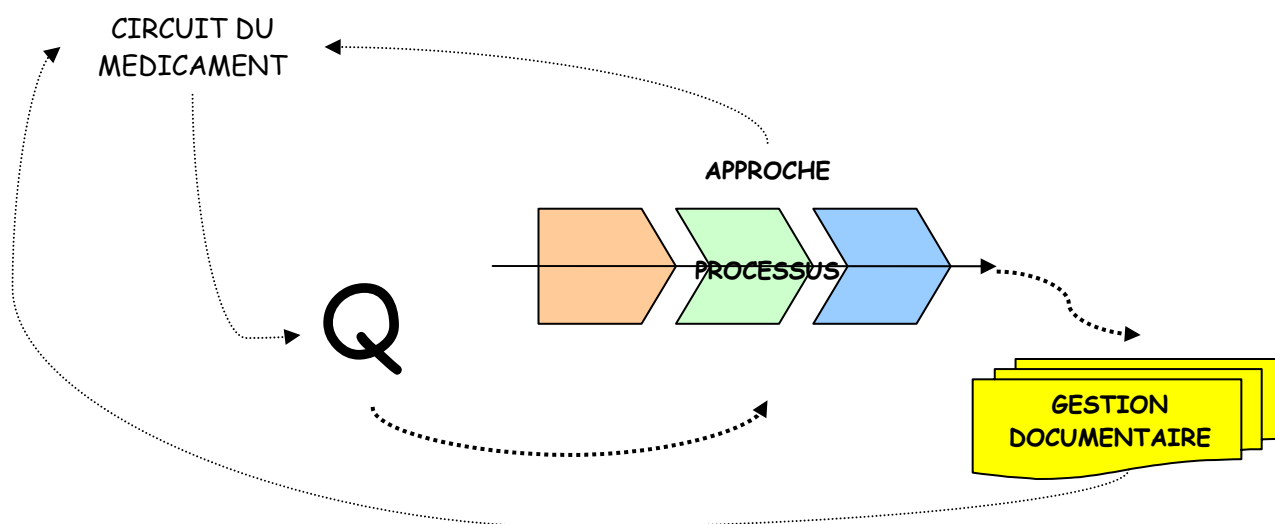 CIRCUIT DU
MEDICAMENT
APPROCHE
PROCESSUS
Q
GESTION
DOCUMENTAIRE